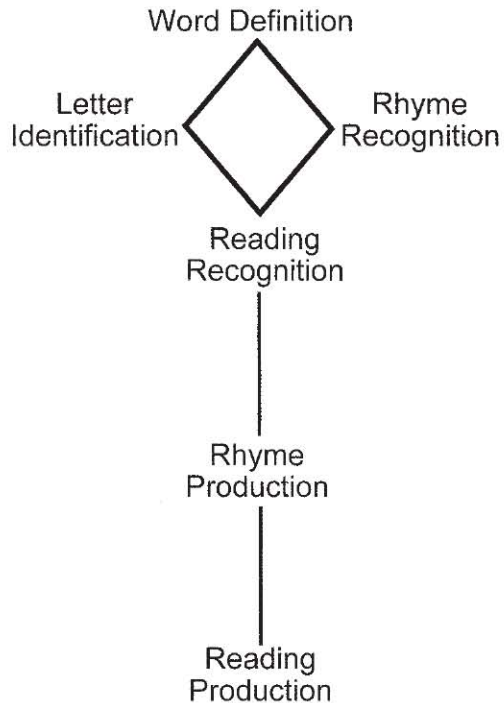 Word Definition
Letter
Identification
Rhyme
Recognition
Reading
Recognition
Rhyme
Production
Reading
Production